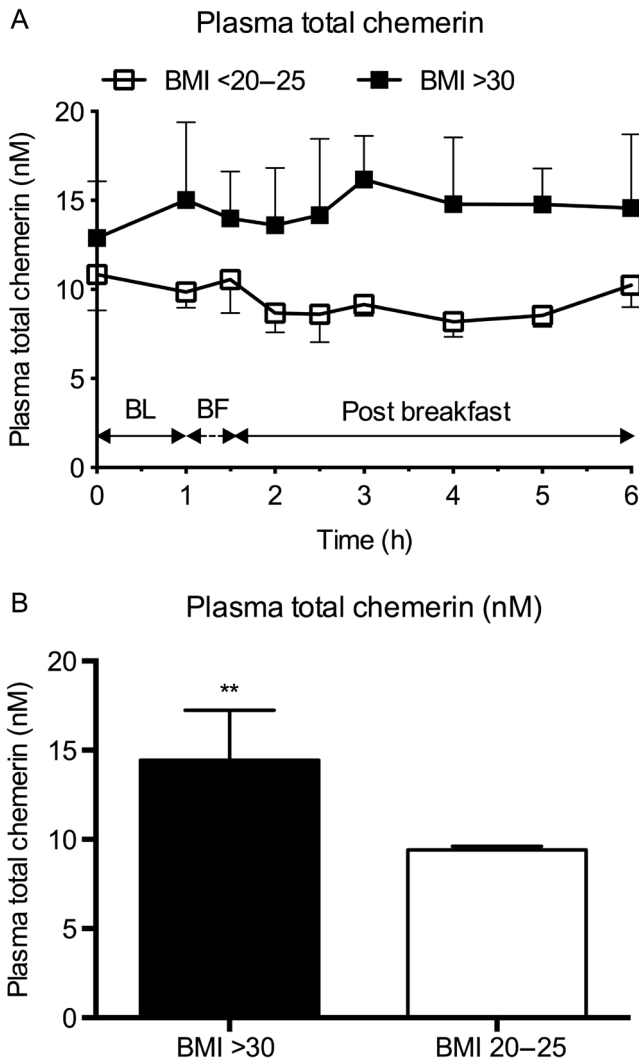 A
Plasma total chemerin
BMI <20–25
BMI >30
Plasma total chemerin (nM)
20
15
10
5
0
BL
BF
Post breakfast
0 1 2 3 4 5 6
Time (h)
B
Plasma total chemerin (nM)
Plasma total chemerin (nM)
20
15
10
5
0
**
BMI >30
BMI 20–25